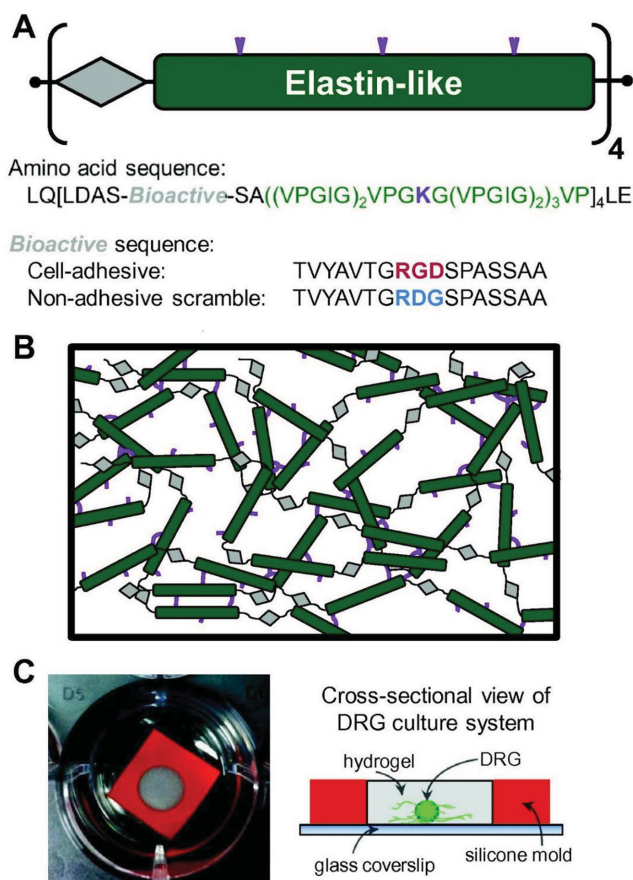 A
Elastin-like
4
Amino acid sequence:
LQ[LDAS-Bioactive-SA((VPGIG)₂VPGKG(VPGIG)₂)₃VP]₄LE
Bioactive sequence:
Cell-adhesive: TVYAVTGRGDSPASSAA
Non-adhesive scramble: TVYAVTGRDGSPASSAA
B
C
D5
Cross-sectional view of
DRG culture system
hydrogel
DRG
glass coverslip
silicone mold